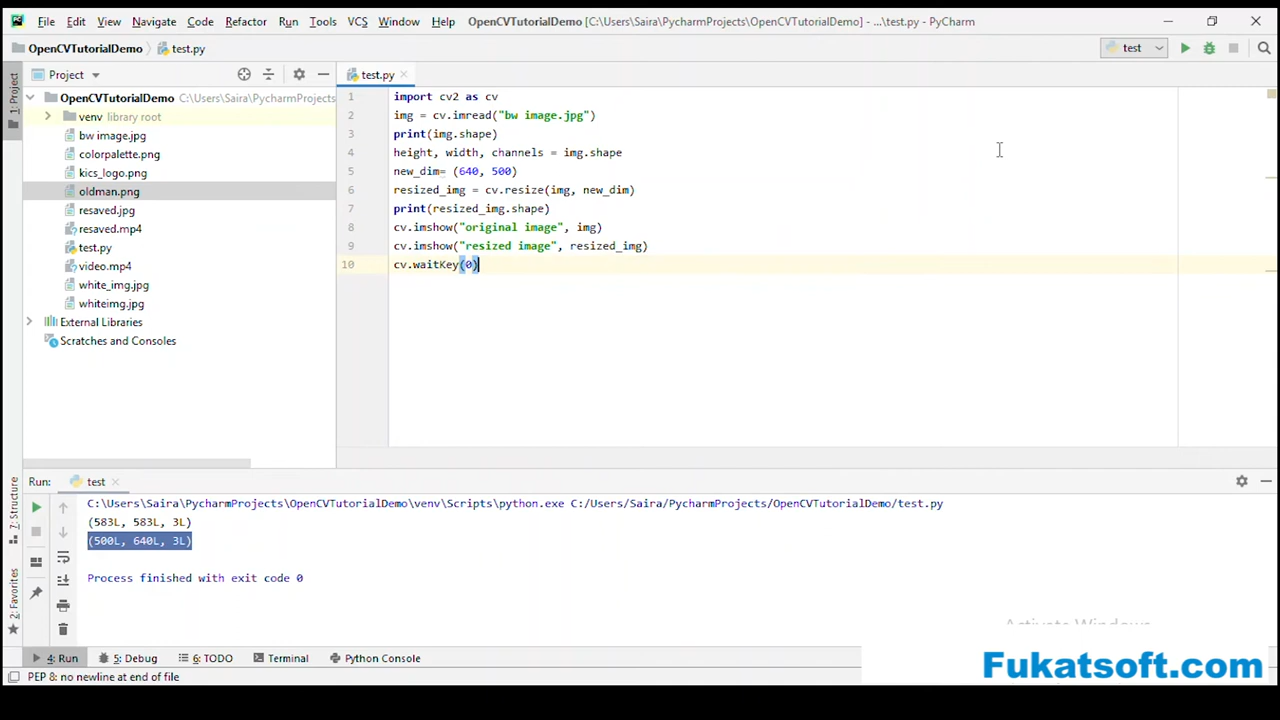 File Edit View Navigate Code Refactor Run Tools VCS Window Help OpenCVTutorialDemo [C:\Users\Saira\PycharmProjects\OpenCVTutorialDemo] - ...\test.py - PyCharm
OpenCVTutorialDemo test.py test
1: Project
Project
test.py
OpenCVTutorialDemo C:\Users\Saira\PycharmProjects
venv library root
bw image.jpg
colorpalette.png
kics_logo.png
oldman.png
resaved.jpg
resaved.mp4
test.py
video.mp4
white_img.jpg
whiteimg.jpg
External Libraries
Scratches and Consoles
1 import cv2 as cv
2 img = cv.imread("bw image.jpg")
3 print(img.shape)
4 height, width, channels = img.shape
5 new_dim= (640, 500)
6 resized_img = cv.resize(img, new_dim)
7 print(resized_img.shape)
8 cv.imshow("original image", img)
9 cv.imshow("resized image", resized_img)
10 cv.waitKey(0)
7: Structure
2: Favorites
Run: test
C:\Users\Saira\PycharmProjects\OpenCVTutorialDemo\venv\Scripts\python.exe C:/Users/Saira/PycharmProjects/OpenCVTutorialDemo/test.py
(583L, 583L, 3L)
(500L, 640L, 3L)
Process finished with exit code 0
Activate Windows
4: Run 5: Debug 6: TODO Terminal Python Console
Fukatsoft.com
PEP 8: no newline at end of file